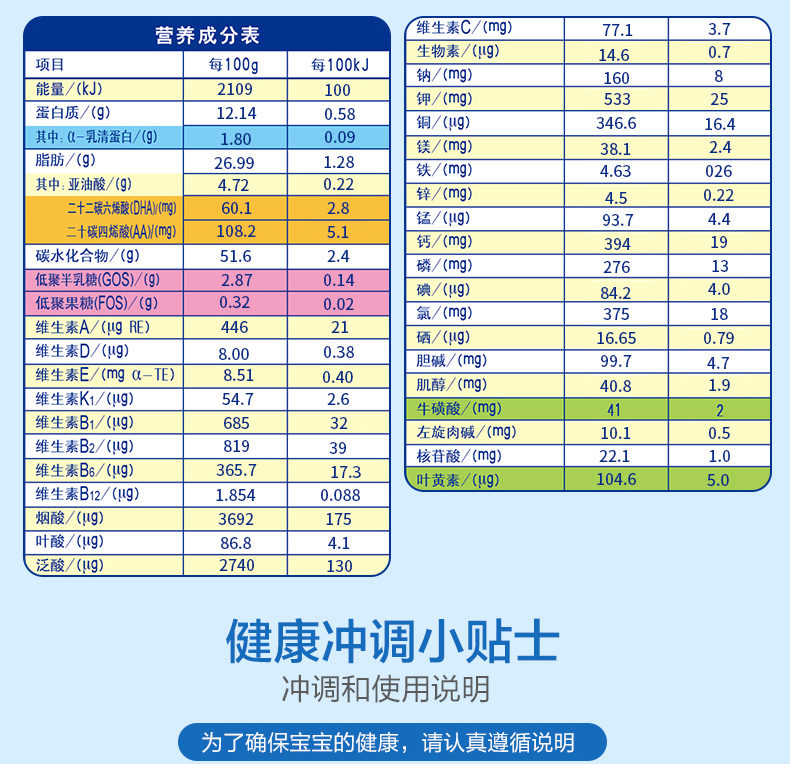 营养成分表
项目 每100g 每100kJ
能量/(kJ) 2109 100
蛋白质/(g) 12.14 0.58
其中:α-乳清蛋白/(g) 1.80 0.09
脂肪/(g) 26.99 1.28
其中:亚油酸/(g) 4.72 0.22
二十二碳六烯酸(DHA)/(mg) 60.1 2.8
二十碳四烯酸(AA)/(mg) 108.2 5.1
碳水化合物/(g) 51.6 2.4
低聚半乳糖(GOS)/(g) 2.87 0.14
低聚果糖(FOS)/(g) 0.32 0.02
维生素A/(μg RE) 446 21
维生素D/(μg) 8.00 0.38
维生素E/(mg α-TE) 8.51 0.40
维生素K1/(μg) 54.7 2.6
维生素B1/(μg) 685 32
维生素B2/(μg) 819 39
维生素B6/(μg) 365.7 17.3
维生素B12/(μg) 1.854 0.088
烟酸/(μg) 3692 175
叶酸/(μg) 86.8 4.1
泛酸/(μg) 2740 130
维生素C/(mg) 77.1 3.7
生物素/(μg) 14.6 0.7
钠/(mg) 160 8
钾/(mg) 533 25
铜/(μg) 346.6 16.4
镁/(mg) 38.1 2.4
铁/(mg) 4.63 026
锌/(mg) 4.5 0.22
锰/(μg) 93.7 4.4
钙/(mg) 394 19
磷/(mg) 276 13
碘/(μg) 84.2 4.0
氯/(mg) 375 18
硒/(μg) 16.65 0.79
胆碱/(mg) 99.7 4.7
肌醇/(mg) 40.8 1.9
牛磺酸/(mg) 41 2
左旋肉碱/(mg) 10.1 0.5
核苷酸/(mg) 22.1 1.0
叶黄素/(μg) 104.6 5.0
健康冲调小贴士
冲调和使用说明
为了确保宝宝的健康，请认真遵循说明